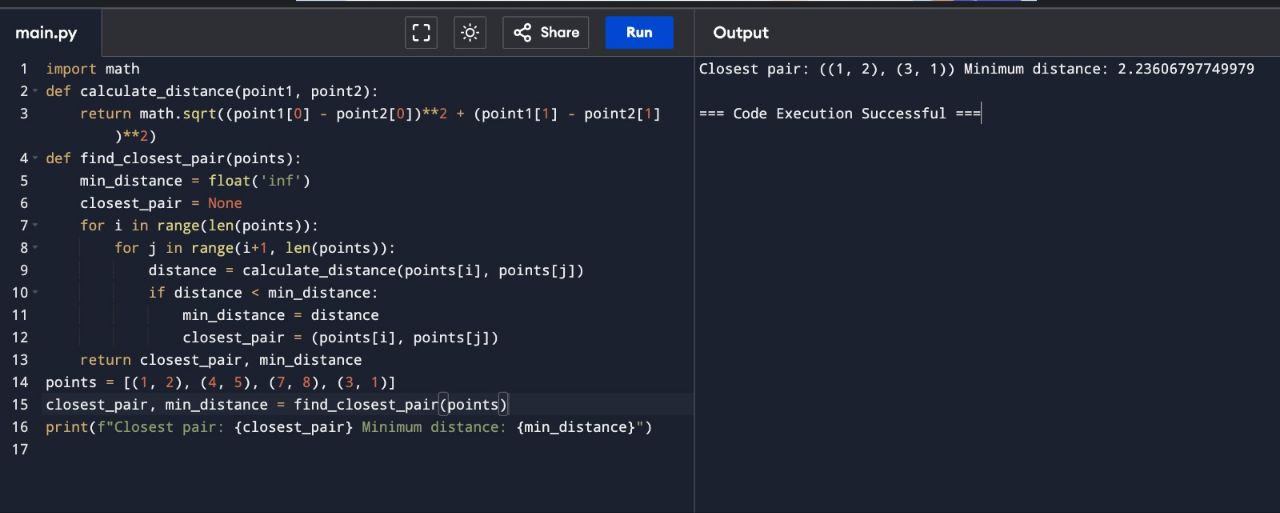 main.py
Share
Run
Output
1 import math
2 def calculate_distance(point1, point2):
3     return math.sqrt((point1[0] - point2[0])**2 + (point1[1] - point2[1]
        )**2)
4 def find_closest_pair(points):
5     min_distance = float('inf')
6     closest_pair = None
7     for i in range(len(points)):
8         for j in range(i+1, len(points)):
9             distance = calculate_distance(points[i], points[j])
10             if distance < min_distance:
11                 min_distance = distance
12                 closest_pair = (points[i], points[j])
13     return closest_pair, min_distance
14 points = [(1, 2), (4, 5), (7, 8), (3, 1)]
15 closest_pair, min_distance = find_closest_pair(points)
16 print(f"Closest pair: {closest_pair} Minimum distance: {min_distance}")
17
Closest pair: ((1, 2), (3, 1)) Minimum distance: 2.23606797749979
=== Code Execution Successful ===